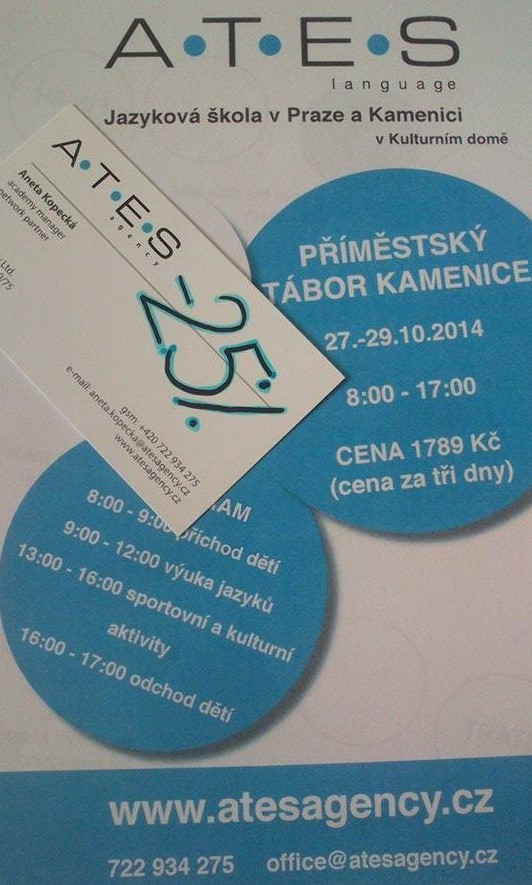 A•T•E•S
language
Jazyková škola v Praze a Kamenici
v Kulturním domě
A•T•E•S
agency
Aneta Kopecká
academy manager
network partner
Ltd.
/75
-25%
gsm: +420 722 934 275
e-mail: aneta.kopecka@atesagency.cz
www.atesagency.cz
PŘÍMĚSTSKÝ
TÁBOR KAMENICE
27.-29.10.2014
8:00 - 17:00
CENA 1789 Kč
(cena za tři dny)
AM
8:00 - 9:00 příchod dětí
9:00 - 12:00 výuka jazyků
13:00 - 16:00 sportovní a kulturní
aktivity
16:00 - 17:00 odchod dětí
www.atesagency.cz
722 934 275 office@atesagency.cz